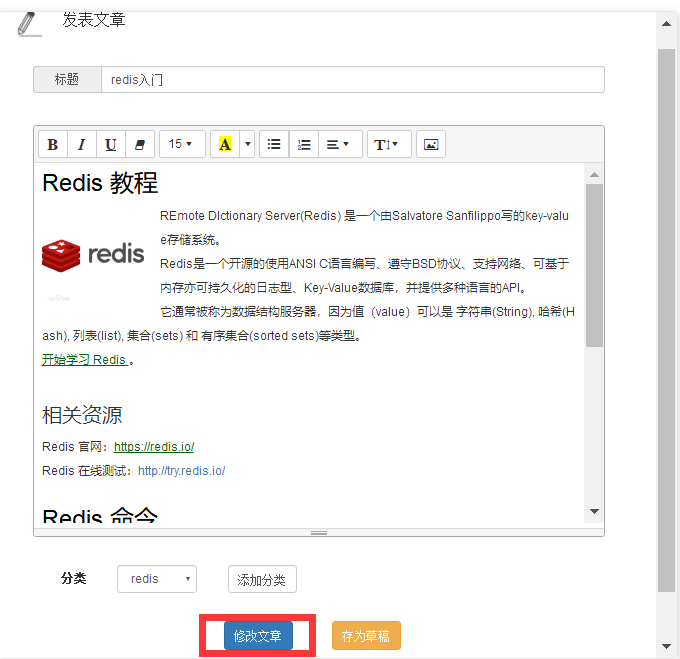 发表文章
标题 redis入门
B I U 15 A T
Redis 教程
redis
REmote DIctionary Server(Redis) 是一个由Salvatore Sanfilippo写的key-valu
e存储系统。
Redis是一个开源的使用ANSI C语言编写、遵守BSD协议、支持网络、可基于
内存亦可持久化的日志型、Key-Value数据库，并提供多种语言的API。
它通常被称为数据结构服务器，因为值（value）可以是 字符串(String), 哈希(H
ash), 列表(list), 集合(sets) 和 有序集合(sorted sets)等类型。
开始学习 Redis 。
相关资源
Redis 官网：https://redis.io/
Redis 在线测试：http://try.redis.io/
Redis 命令
分类 redis 添加分类
修改文章 存为草稿